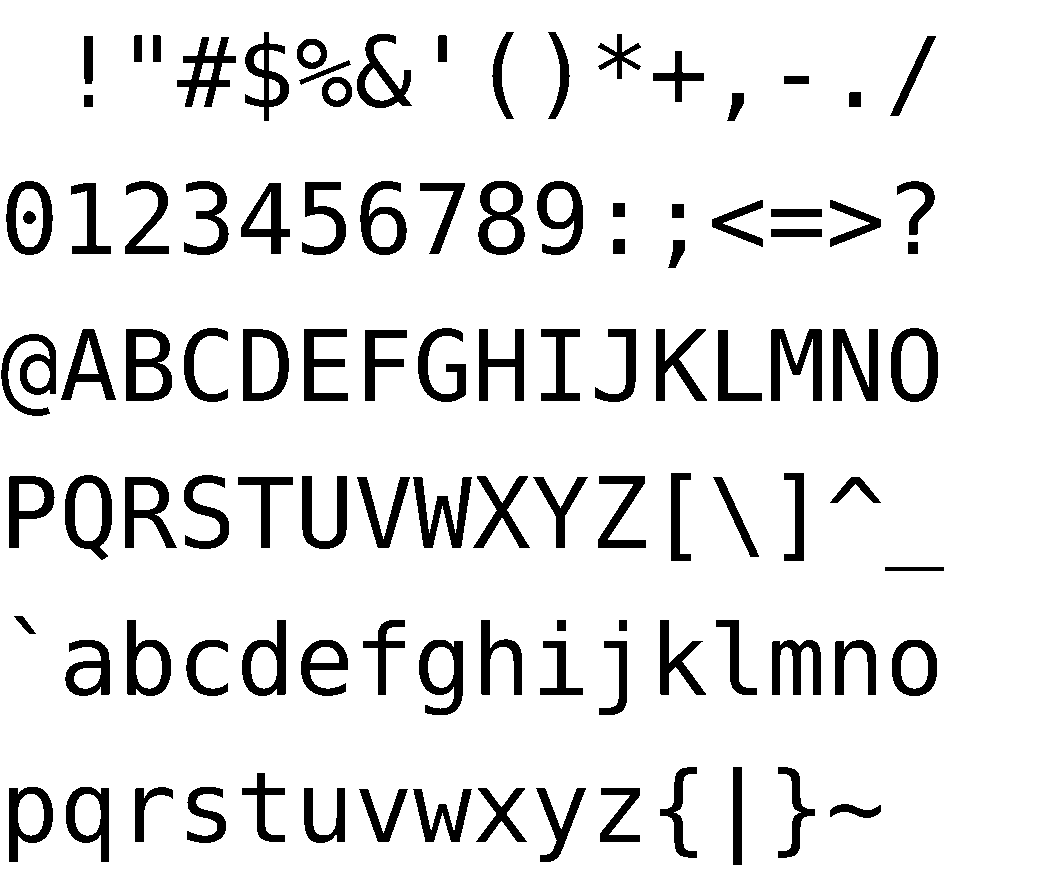 !"#$%&'()*+,-./
0123456789:;<=>?
@ABCDEFGHIJKLMNO
PQRSTUVWXYZ[\]^_
`abcdefghijklmno
pqrstuvwxyz{|}~